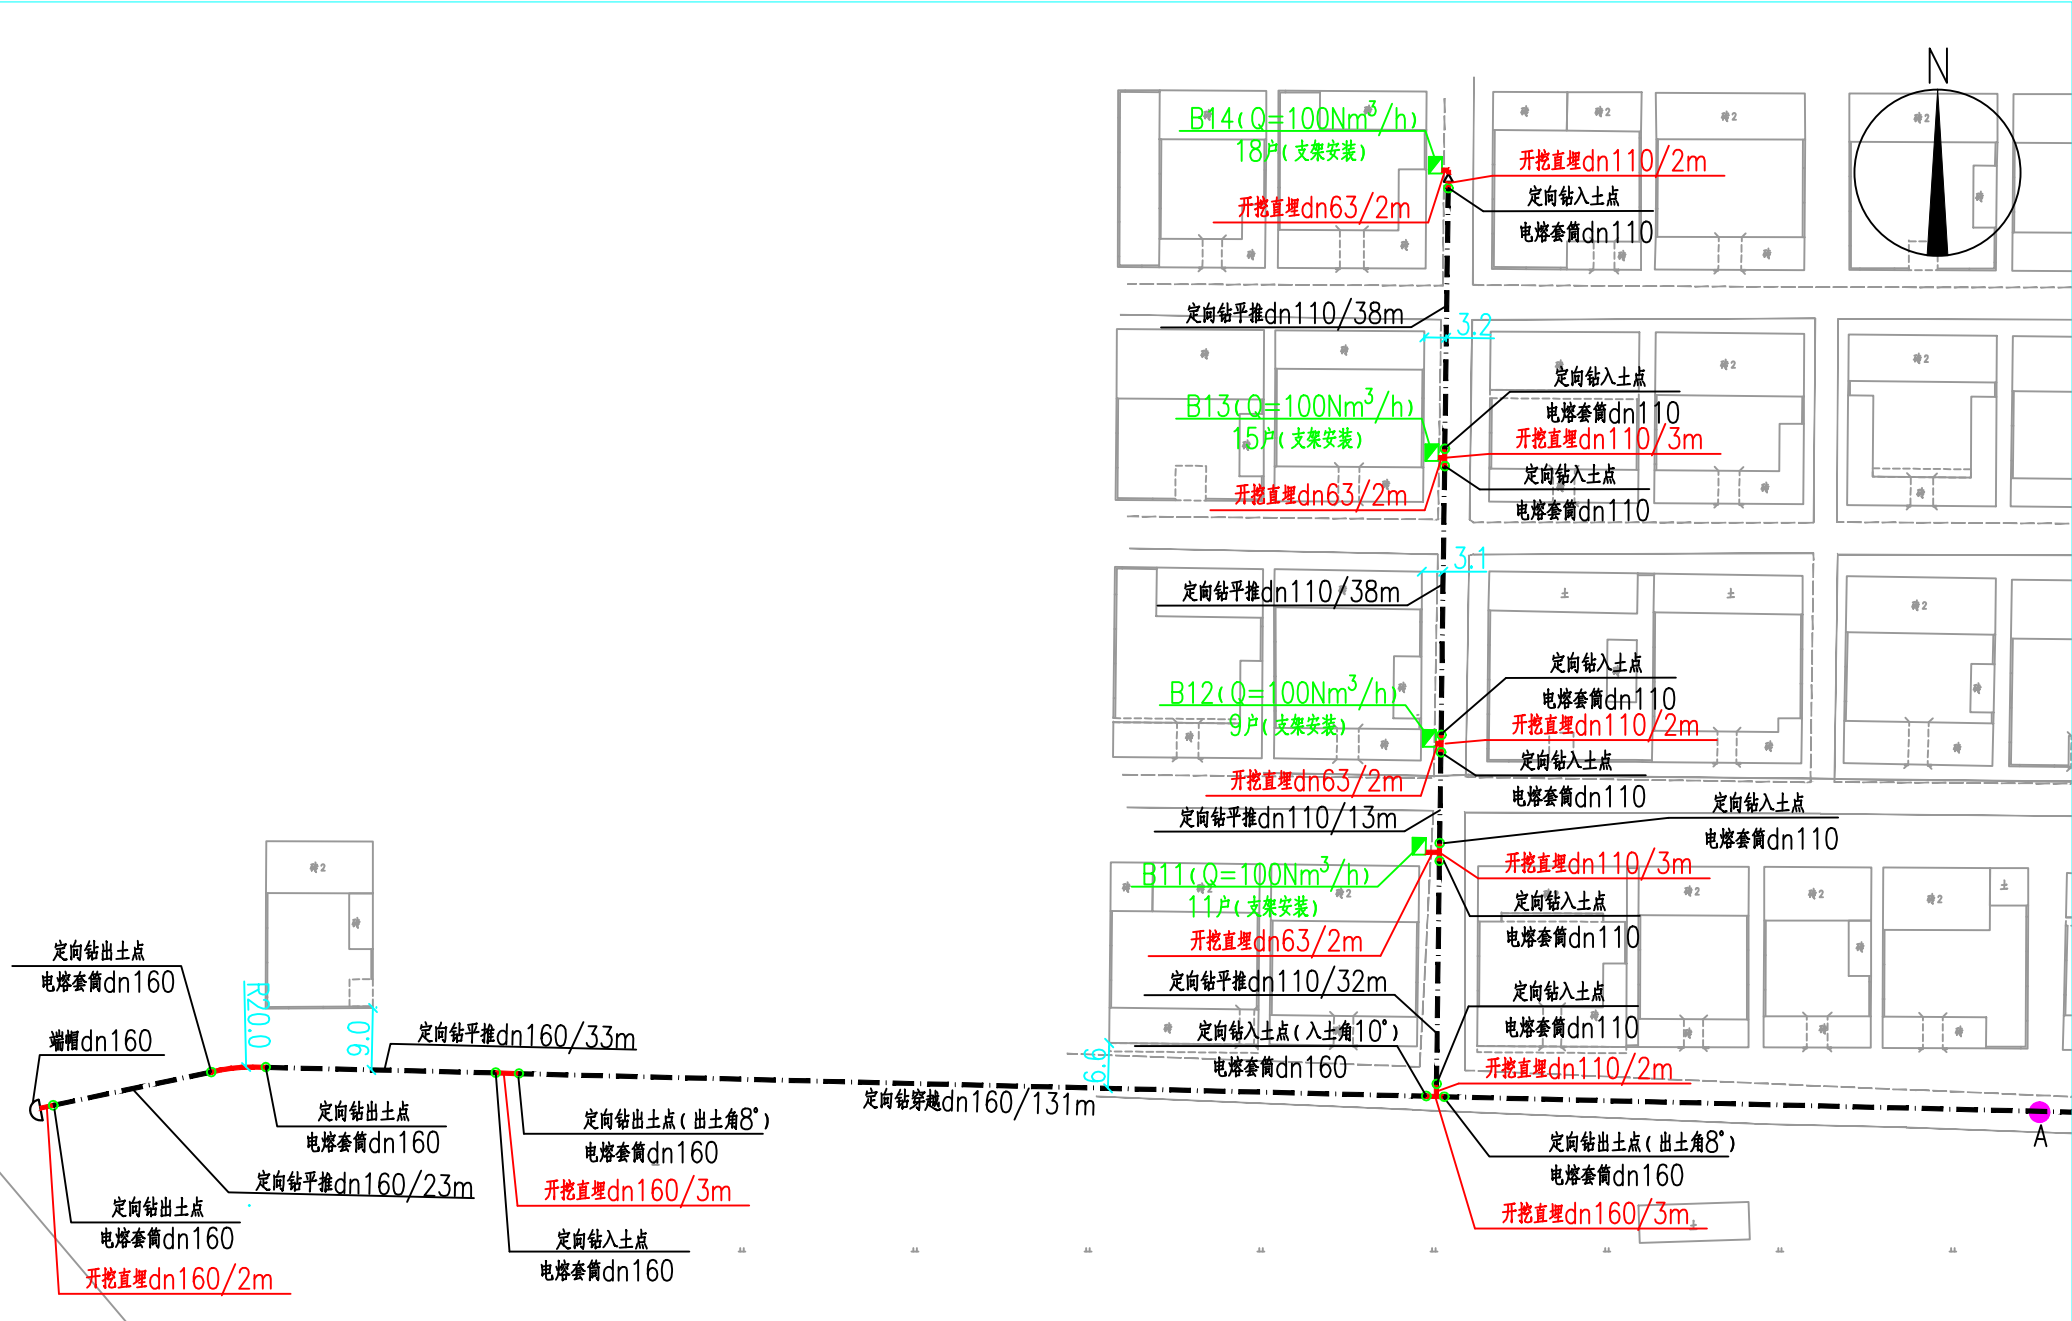 N
B14(Q=100Nm³/h)
18户(支架安装)
开挖直埋dn110/2m
定向钻入土点
电熔套筒dn110
开挖直埋dn63/2m
定向钻平推dn110/38m
3.2
定向钻入土点
电熔套筒dn110
B13(Q=100Nm³/h)
15户(支架安装)
开挖直埋dn110/3m
定向钻入土点
电熔套筒dn110
开挖直埋dn63/2m
3.1
定向钻平推dn110/38m
定向钻入土点
电熔套筒dn110
B12(Q=100Nm³/h)
9户(支架安装)
开挖直埋dn110/2m
定向钻入土点
电熔套筒dn110
开挖直埋dn63/2m
定向钻平推dn110/13m
定向钻入土点
电熔套筒dn110
B11(Q=100Nm³/h)
11户(支架安装)
开挖直埋dn110/3m
定向钻入土点
电熔套筒dn110
开挖直埋dn63/2m
定向钻平推dn110/32m
定向钻入土点
电熔套筒dn110
定向钻入土点(入土角10°)
电熔套筒dn160
开挖直埋dn110/2m
定向钻出土点
电熔套筒dn160
R20.0
端帽dn160
定向钻平推dn160/33m
定向钻穿越dn160/131m
A
定向钻出土点
电熔套筒dn160
定向钻出土点(出土角8°)
电熔套筒dn160
定向钻出土点(出土角8°)
电熔套筒dn160
定向钻平推dn160/23m
开挖直埋dn160/3m
开挖直埋dn160/3m
定向钻出土点
电熔套筒dn160
定向钻入土点
电熔套筒dn160
开挖直埋dn160/2m
砖2
砖2
砖2
砖2
砖2
砖2
砖2
砖2
砖2
砖2
土
土
土